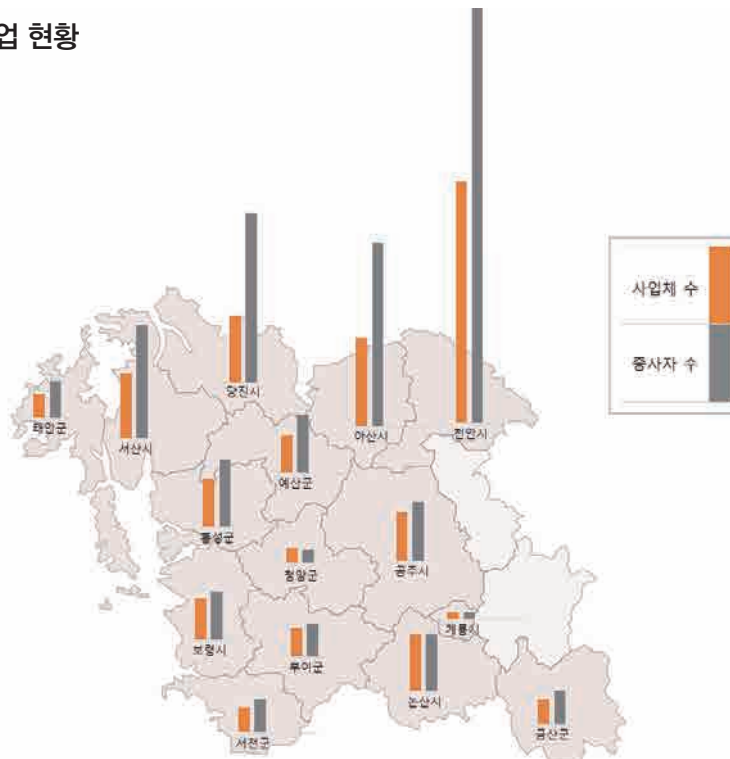 업 현황
사업체 수
종사자 수
당진시
태안군
서산시
아산시
천안시
예산군
홍성군
청양군
공주시
계룡시
보령시
부여군
논산시
서천군
금산군